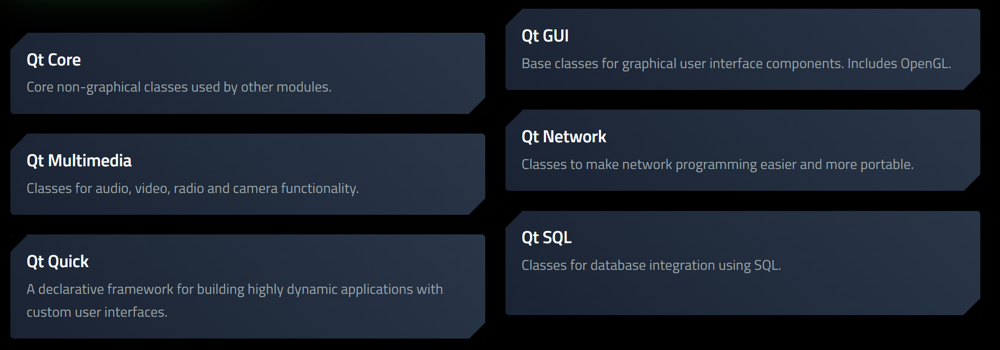 Qt Core
Core non-graphical classes used by other modules.
Qt GUI
Base classes for graphical user interface components. Includes OpenGL.
Qt Multimedia
Classes for audio, video, radio and camera functionality.
Qt Network
Classes to make network programming easier and more portable.
Qt Quick
A declarative framework for building highly dynamic applications with
custom user interfaces.
Qt SQL
Classes for database integration using SQL.